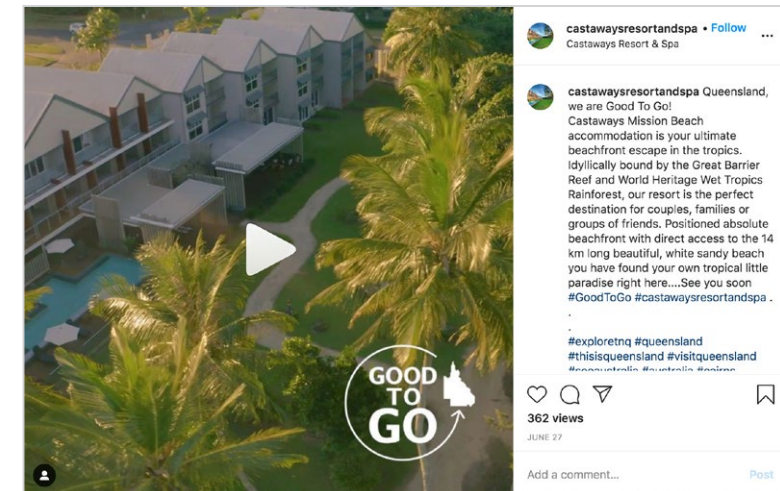 castawaysresortandspa • Follow
Castaways Resort & Spa
...
castawaysresortandspa Queensland,
we are Good To Go!
Castaways Mission Beach
accommodation is your ultimate
beachfront escape in the tropics.
Idyllically bound by the Great Barrier
Reef and World Heritage Wet Tropics
Rainforest, our resort is the perfect
destination for couples, families or
groups of friends. Positioned absolute
beachfront with direct access to the 14
km long beautiful, white sandy beach
you have found your own tropical little
paradise right here....See you soon
#GoodToGo #castawaysresortandspa .
.
.
#exploretnq #queensland
#thisisqueensland #visitqueensland
#seeaustralia #australia #cairns
362 views
JUNE 27
Add a comment...
Post
GOOD
TO
GO